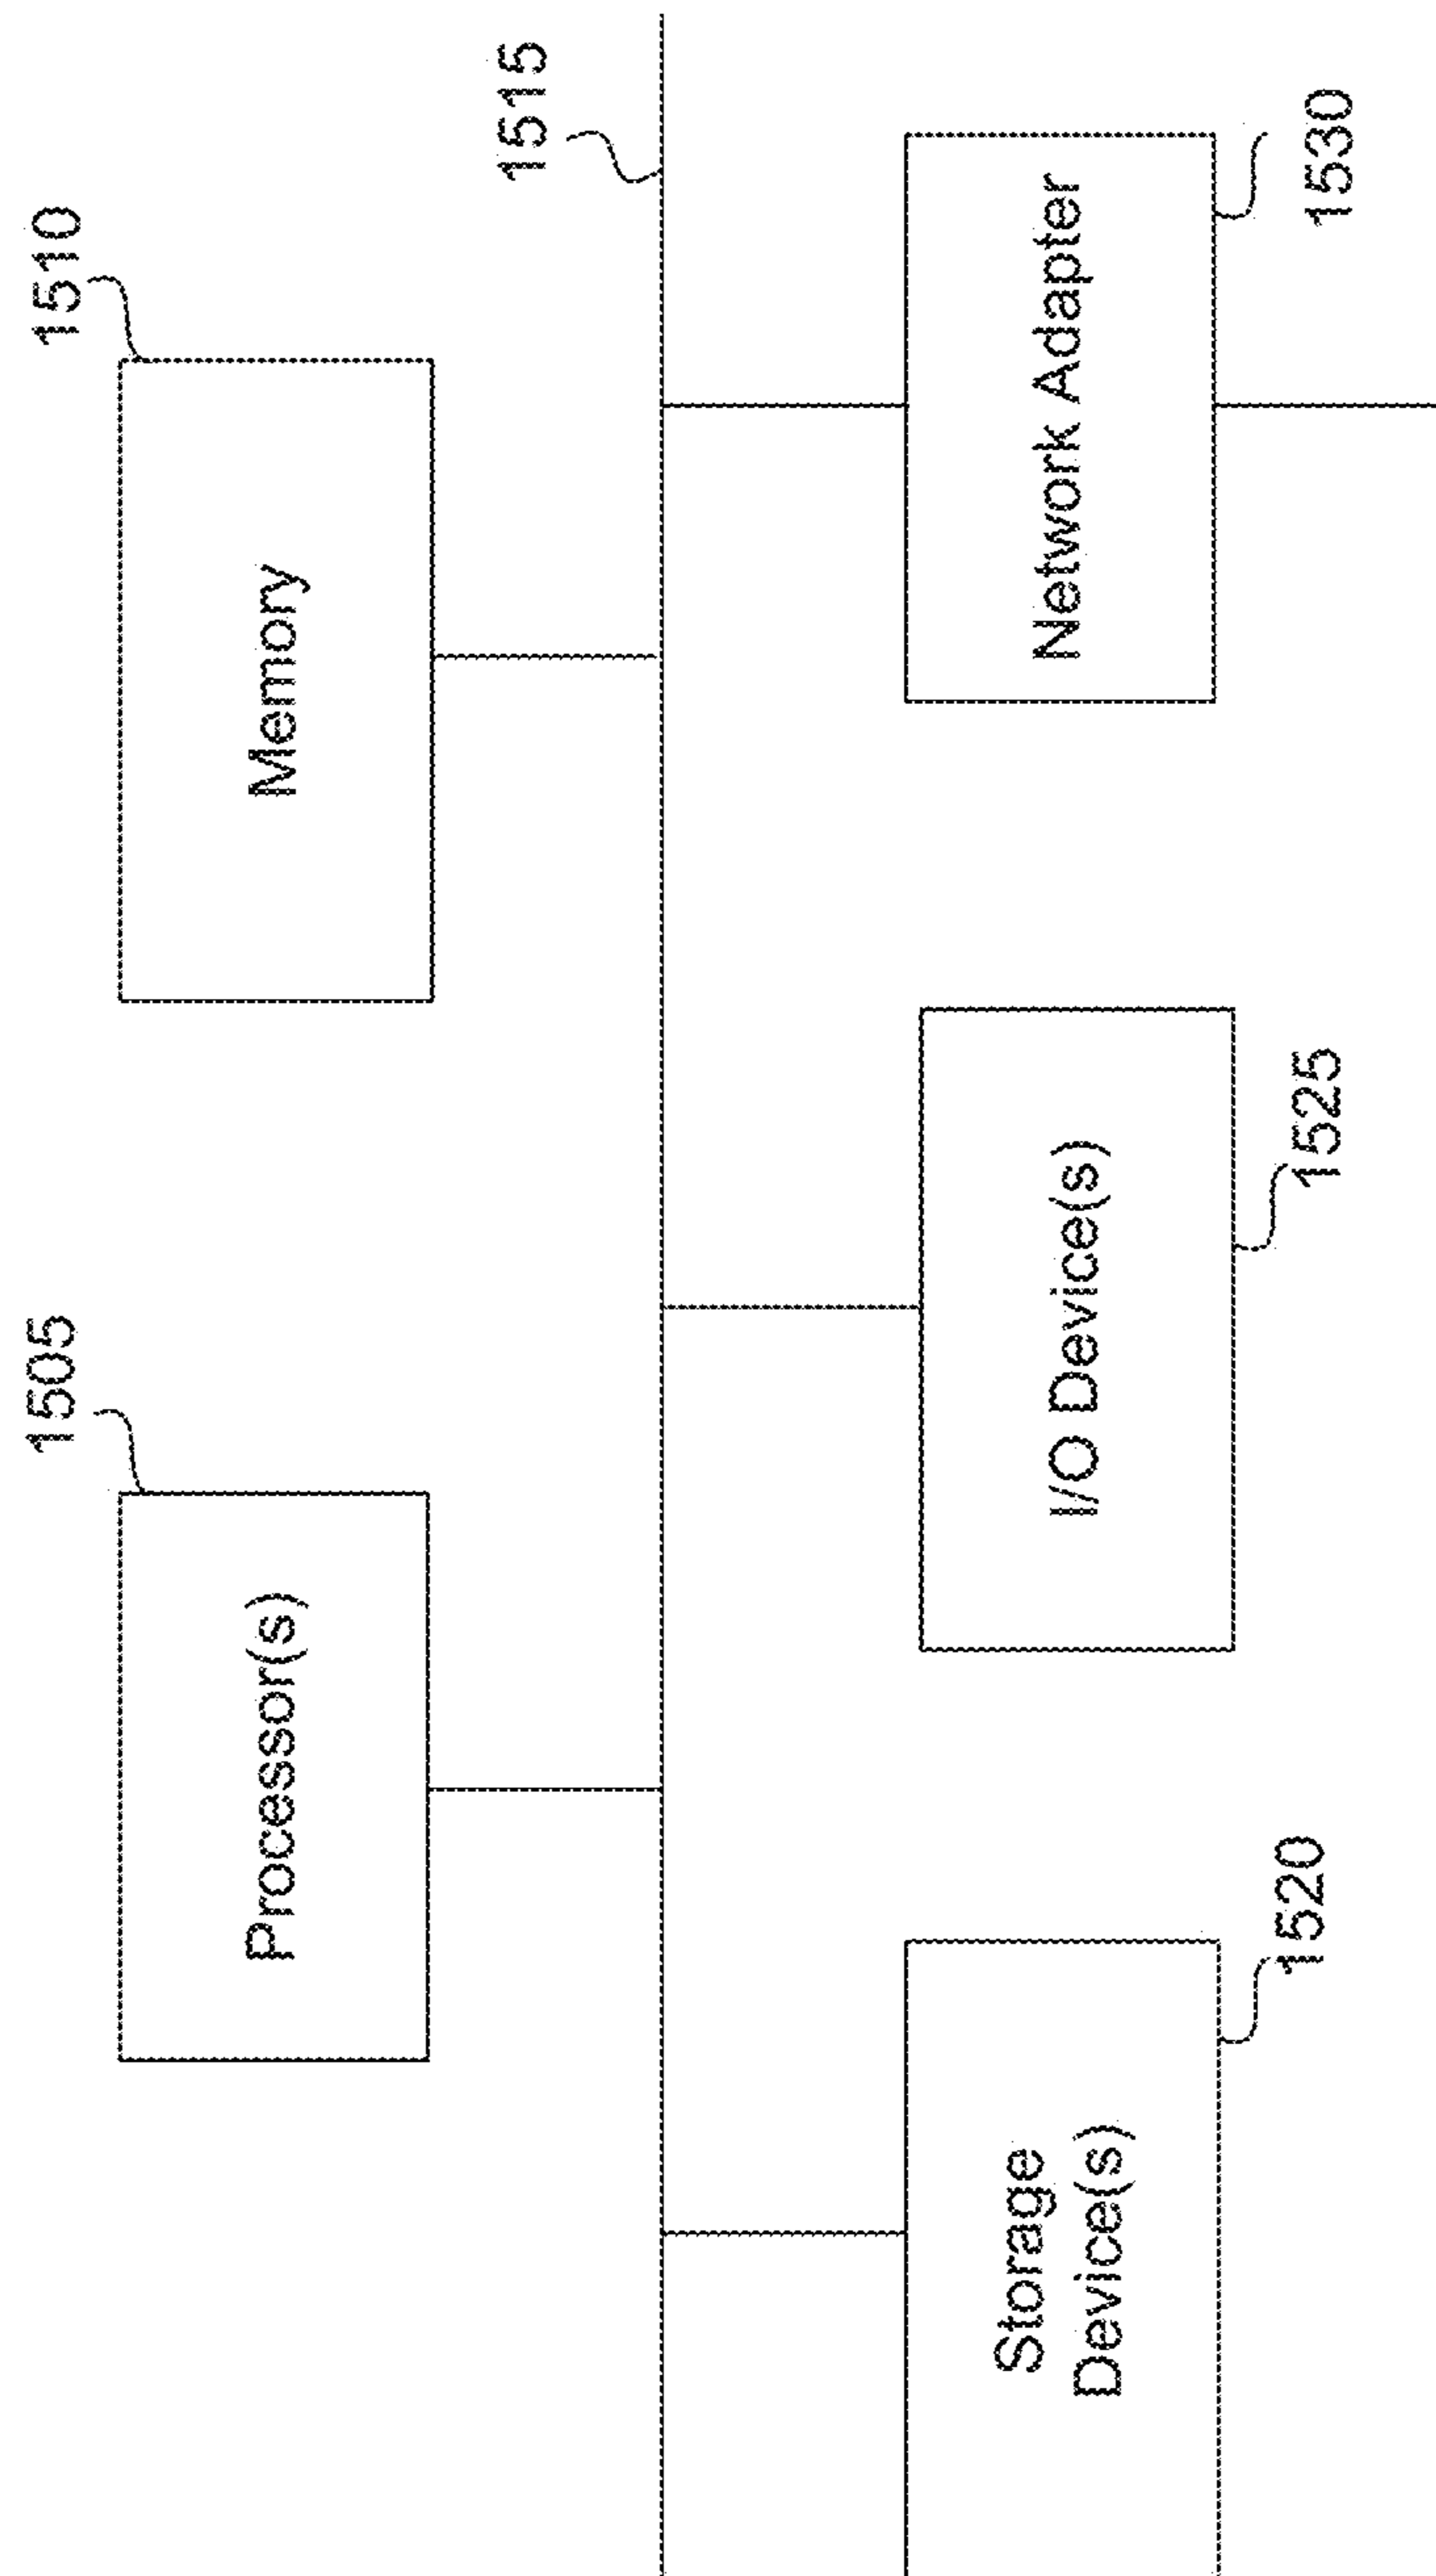 1505
1510
Processor(s)
Memory
1515
Storage
Device(s)
I/O Device(s)
Network Adapter
1520
1525
1530